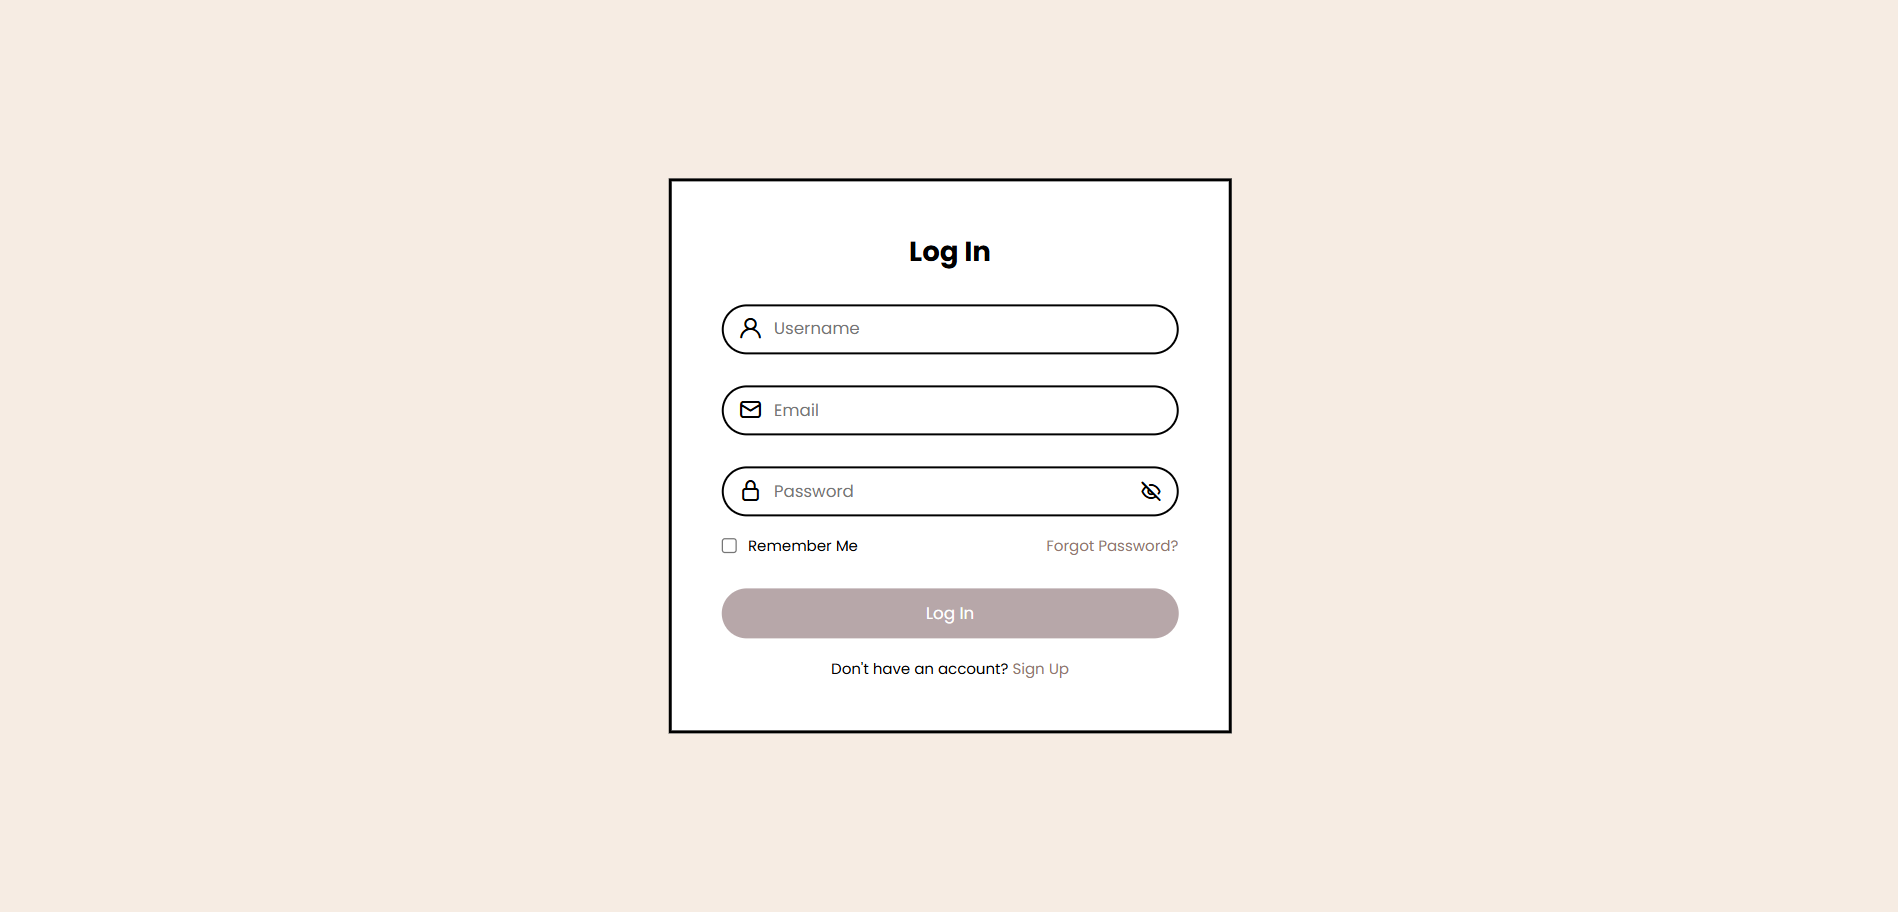 Log In
Username
Email
Password
Remember Me Forgot Password?
Log In
Don't have an account? Sign Up